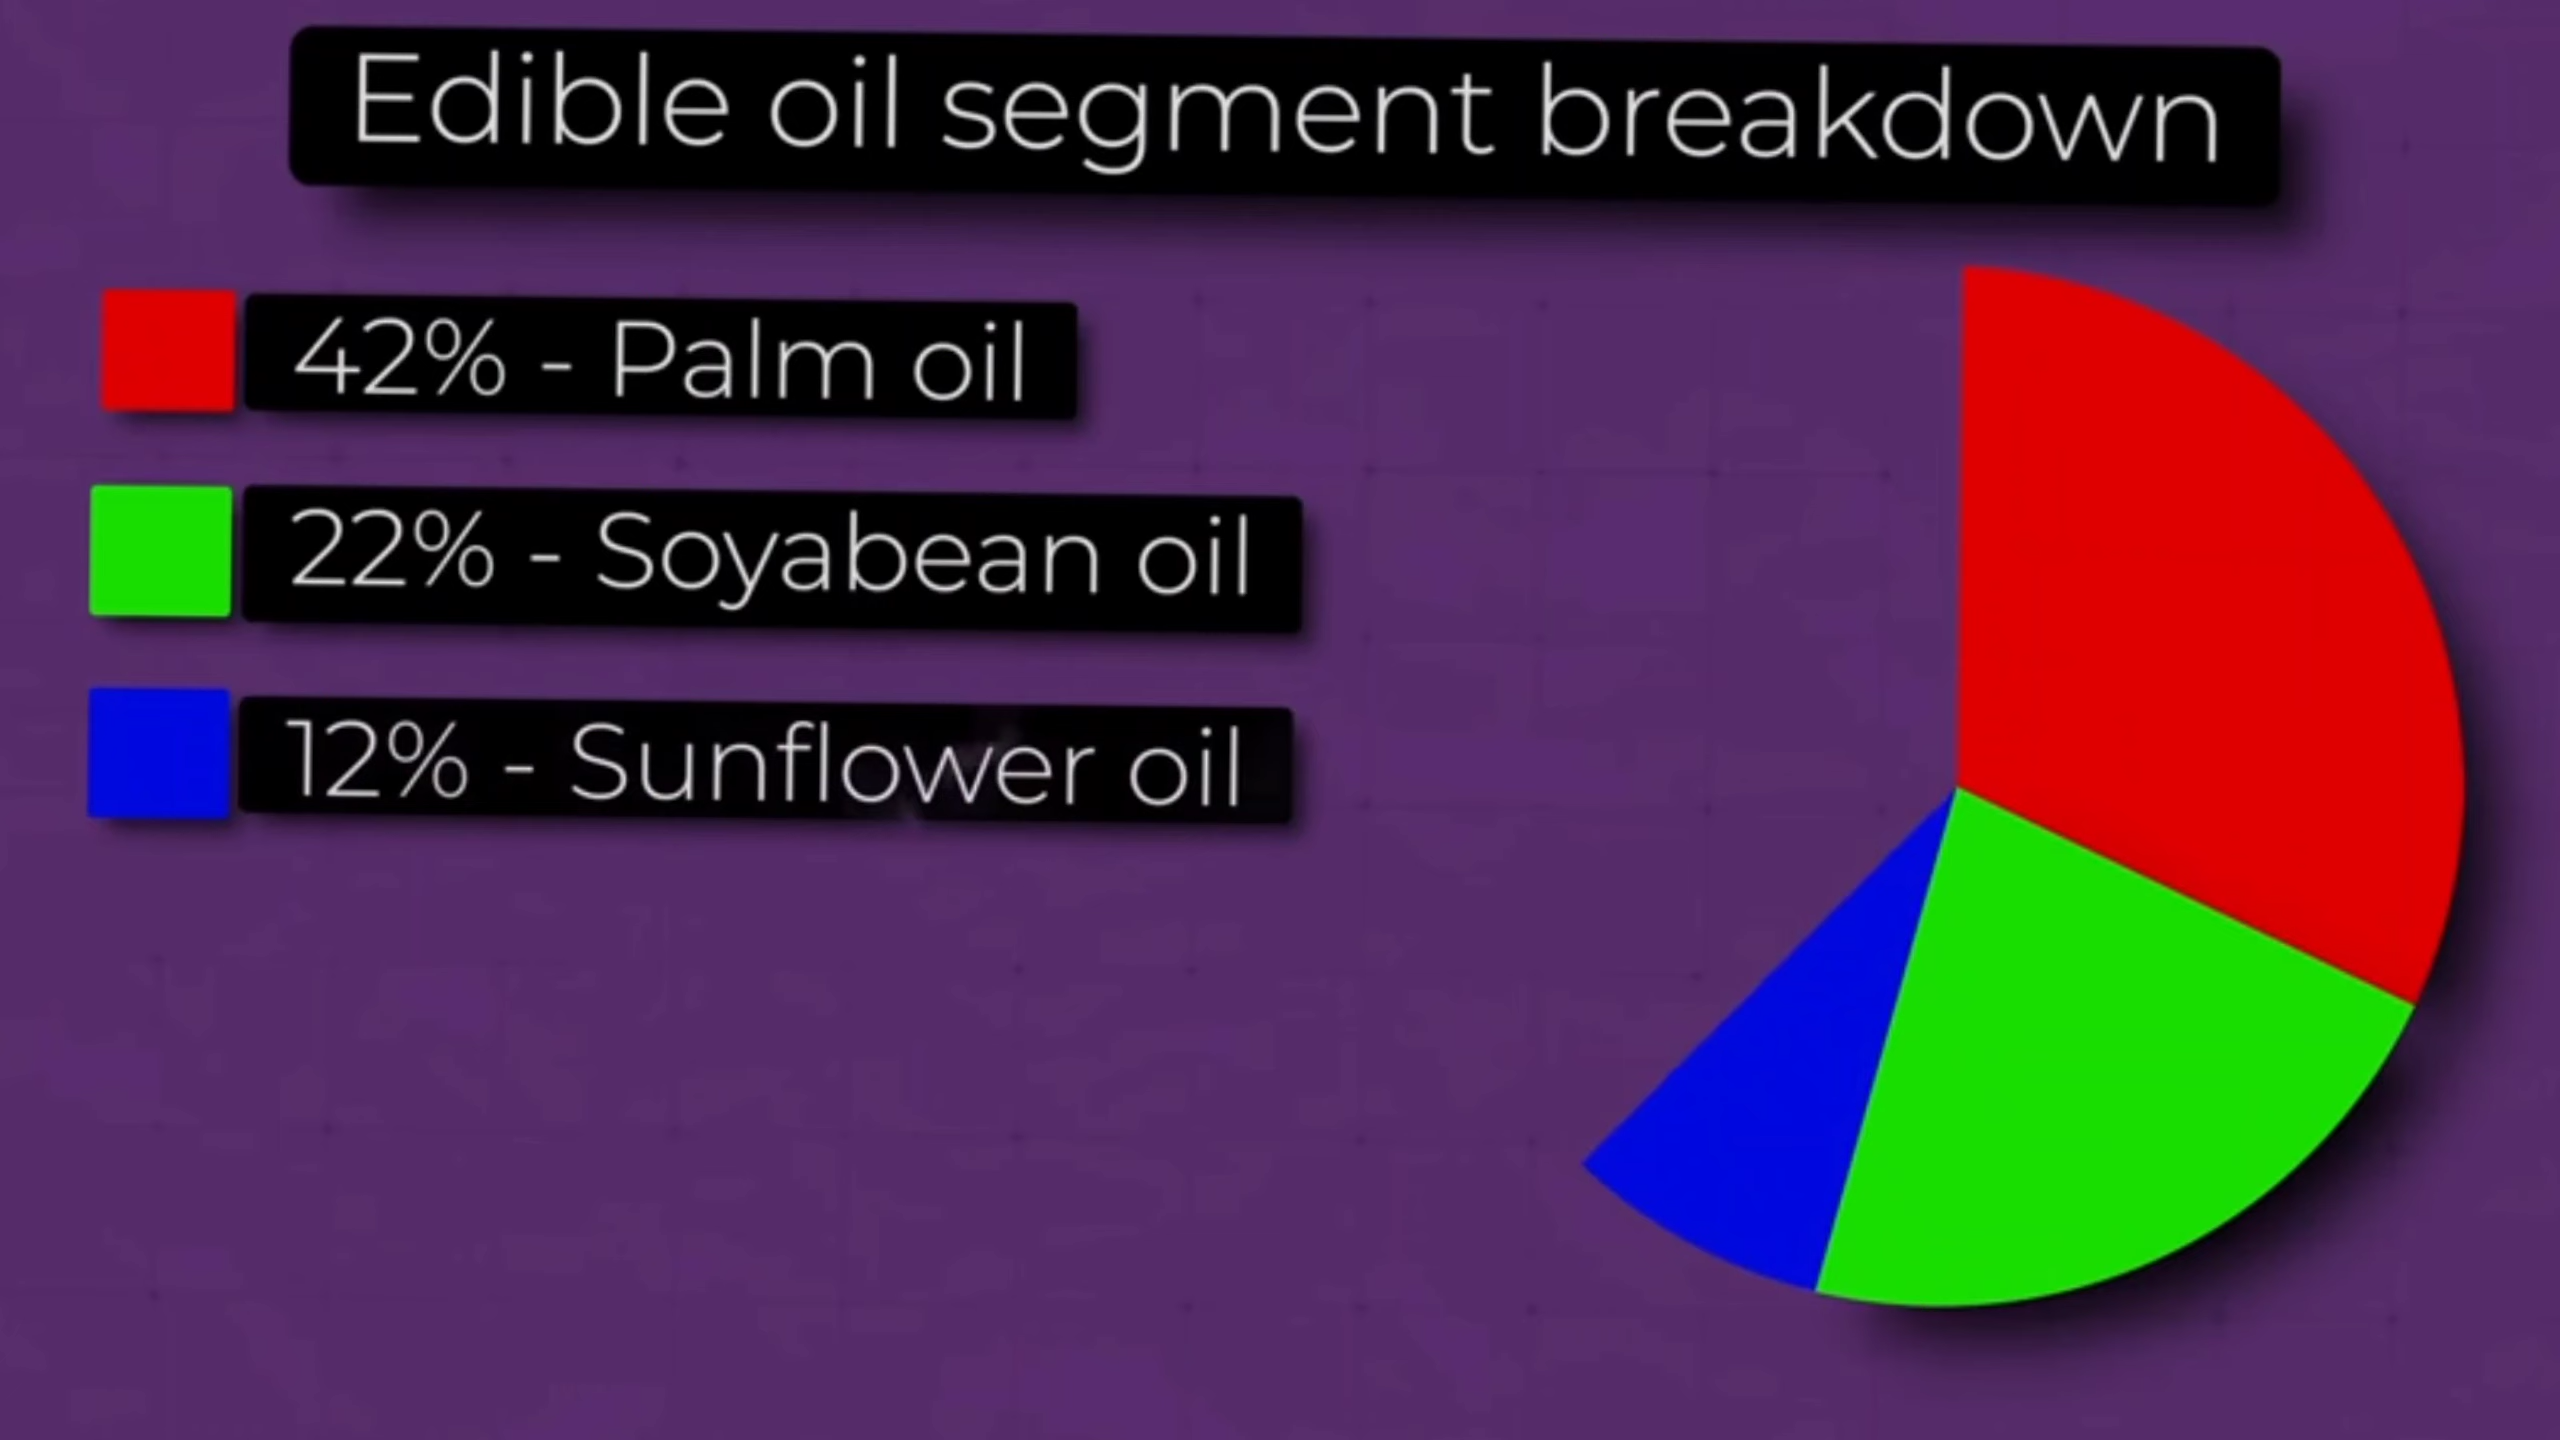 Edible oil segment breakdown
42% - Palm oil
22% - Soyabean oil
12% - Sunflower oil